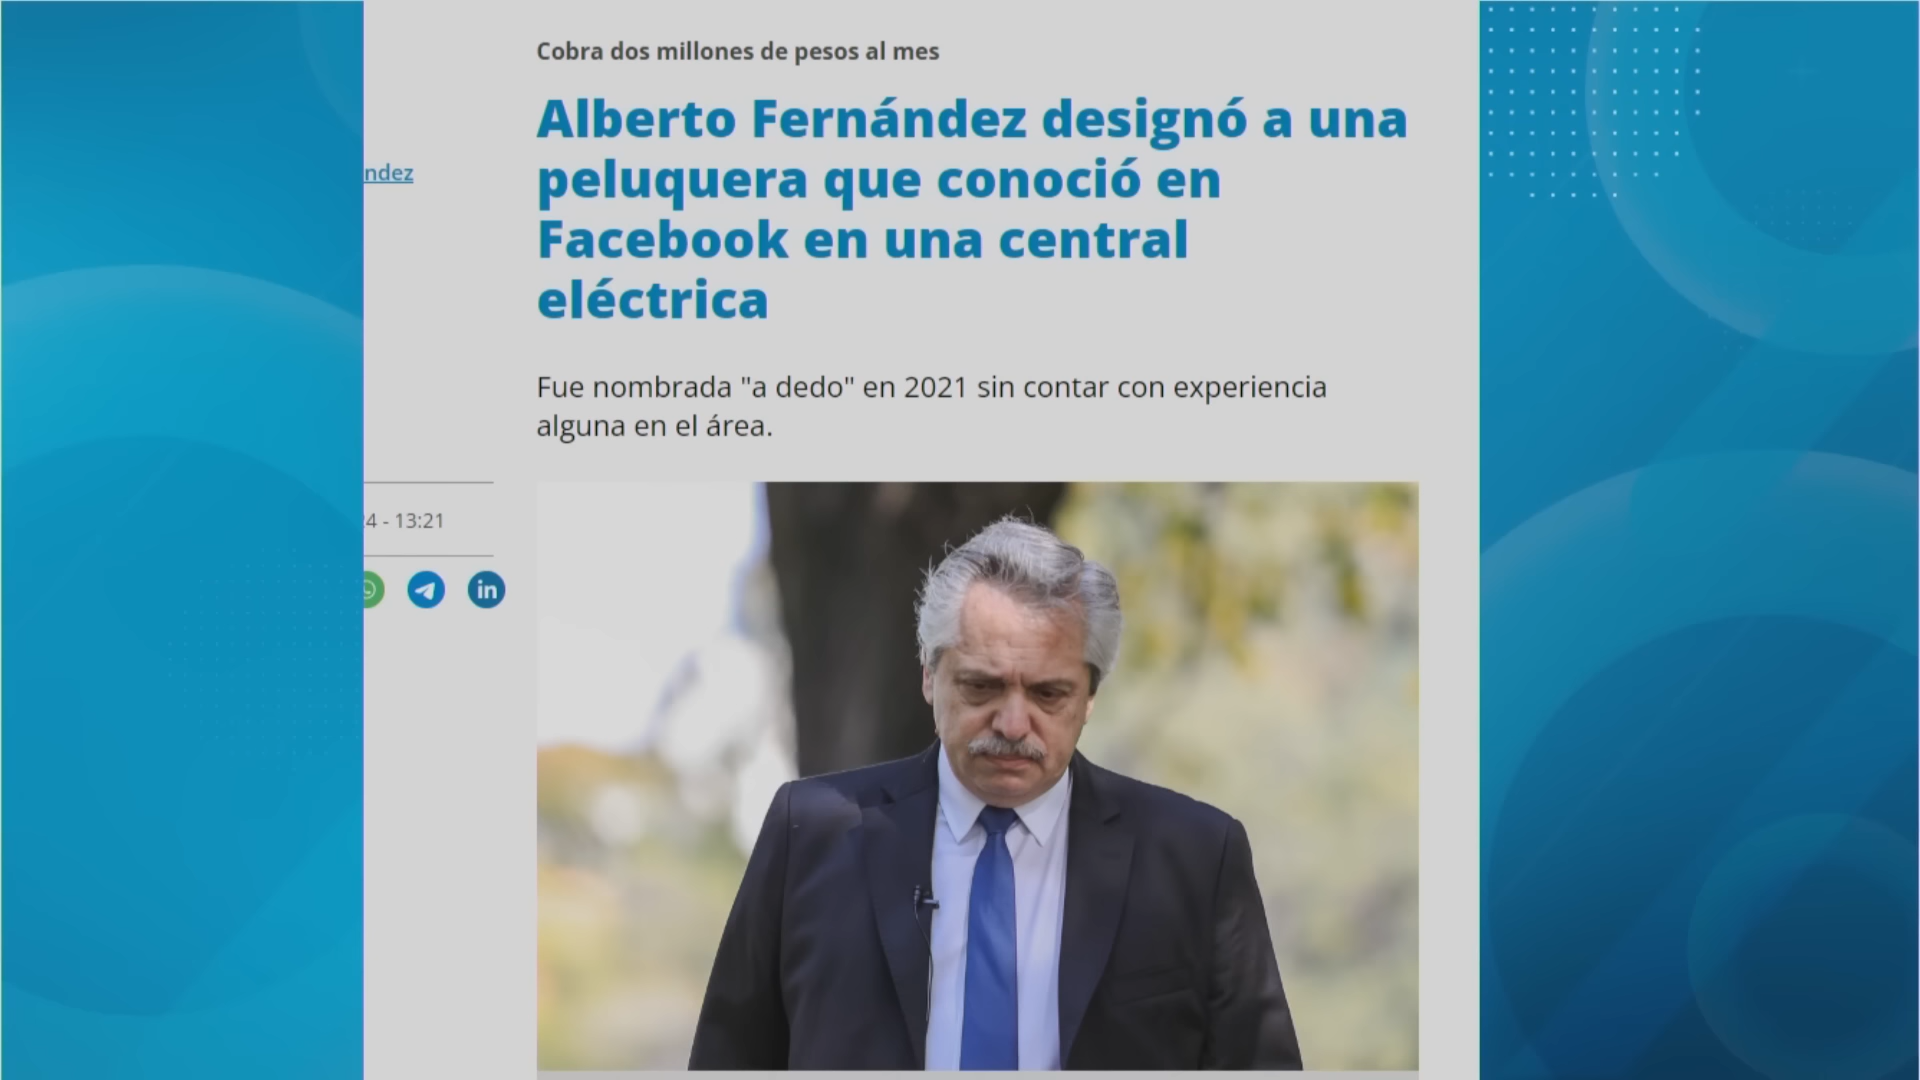 Cobra dos millones de pesos al mes
Alberto Fernández designó a una
peluquera que conoció en
Facebook en una central
eléctrica
ndez
Fue nombrada "a dedo" en 2021 sin contar con experiencia
alguna en el área.
4 - 13:21
in